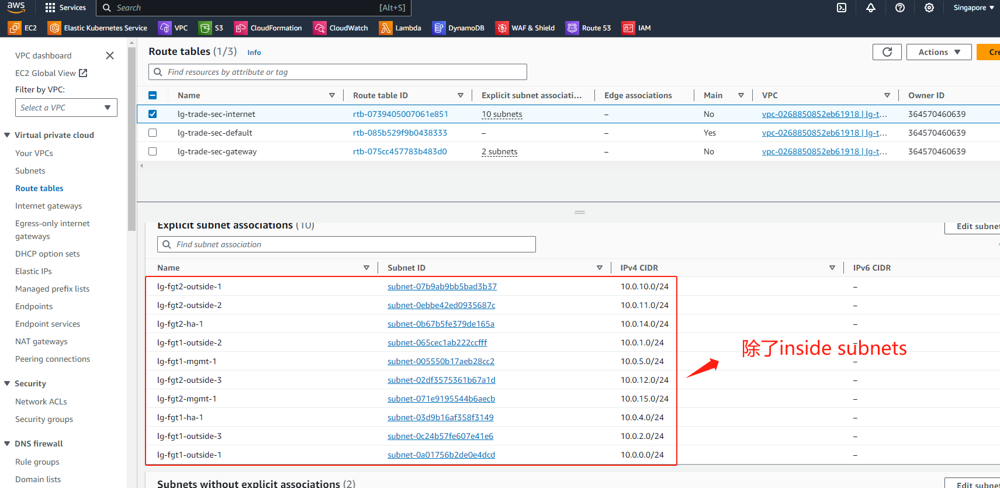 aws
Services
Search
[Alt+S]
Singapore
EC2
Elastic Kubernetes Service
VPC
S3
CloudFormation
CloudWatch
Lambda
DynamoDB
WAF & Shield
Route 53
IAM
VPC dashboard
EC2 Global View
Filter by VPC:
Select a VPC
Virtual private cloud
Your VPCs
Subnets
Route tables
Internet gateways
Egress-only internet
gateways
DHCP option sets
Elastic IPs
Managed prefix lists
Endpoints
Endpoint services
NAT gateways
Peering connections
Security
Network ACLs
Security groups
DNS firewall
Rule groups
Domain lists
Route tables (1/3) Info
Actions
Cre
Find resources by attribute or tag
Name Route table ID Explicit subnet associati... Edge associations Main VPC Owner ID
lg-trade-sec-internet rtb-0739405007061e851 10 subnets – No vpc-0268850852eb61918 | lg-t... 364570460639
lg-trade-sec-default rtb-085b529f9b0438333 – – Yes vpc-0268850852eb61918 | lg-t... 364570460639
lg-trade-sec-gateway rtb-075cc457783b483d0 2 subnets – No vpc-0268850852eb61918 | lg-t... 364570460639
Explicit subnet associations (10)
Edit subne
Find subnet association
Name Subnet ID IPv4 CIDR IPv6 CIDR
lg-fgt2-outside-1 subnet-07b9ab9bb5bad3b37 10.0.10.0/24 –
lg-fgt2-outside-2 subnet-0ebbe42ed0935687c 10.0.11.0/24 –
lg-fgt2-ha-1 subnet-0b67b5fe379de165a 10.0.14.0/24 –
lg-fgt1-outside-2 subnet-065cec1ab222ccfff 10.0.1.0/24 –
除了inside subnets
lg-fgt1-mgmt-1 subnet-005550b17aeb28cc2 10.0.5.0/24 –
lg-fgt2-outside-3 subnet-02df3575361b67a1d 10.0.12.0/24 –
lg-fgt2-mgmt-1 subnet-071e9195544b6aecb 10.0.15.0/24 –
lg-fgt1-ha-1 subnet-03d9b16af358f3149 10.0.4.0/24 –
lg-fgt1-outside-3 subnet-0c24b57fe607e41e6 10.0.2.0/24 –
lg-fgt1-outside-1 subnet-0a01756b2de0e4dcd 10.0.0.0/24 –
Subnets without explicit associations (2)
Edit subne